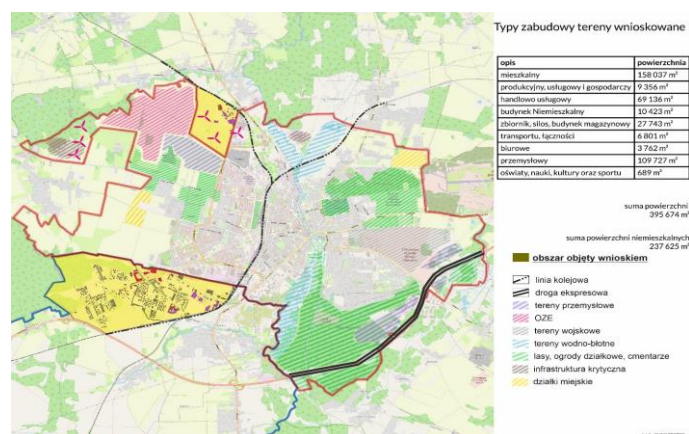 Typy zabudowy tereny wnioskowane
opis powierzchnia
mieszkalny 158 037 m²
produkcyjny, usługowy i gospodarczy 9 356 m²
handlowo usługowy 69 136 m²
budynek Niemieszkalny 10 423 m²
zbiornik, silos, budynek magazynowy 27 743 m²
transportu, łączności 6 801 m²
biurowe 3 762 m²
przemysłowy 109 727 m²
oświaty, nauki, kultury oraz sportu 689 m²
suma powierzchni
395 674 m²
suma powierzchni niemieszkalnych
237 625 m²
obszar objęty wnioskiem
linia kolejowa
droga ekspresowa
tereny przemysłowe
OZE
tereny wojskowe
tereny wodno-błotne
lasy, ogrody działkowe, cmentarze
infrastruktura krytyczna
działki miejskie